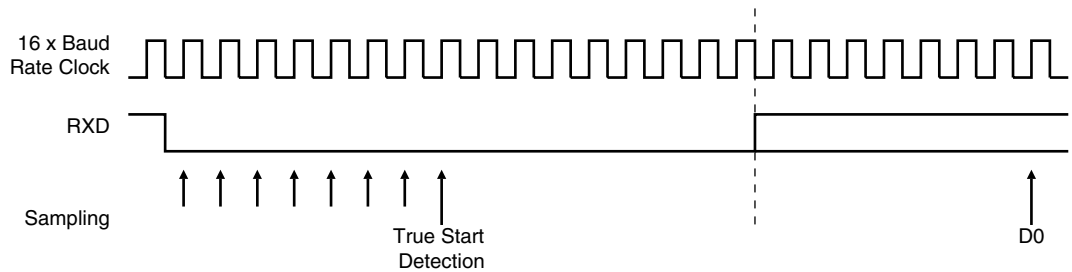 16 x Baud
Rate Clock
RXD
Sampling
True Start
Detection
D0